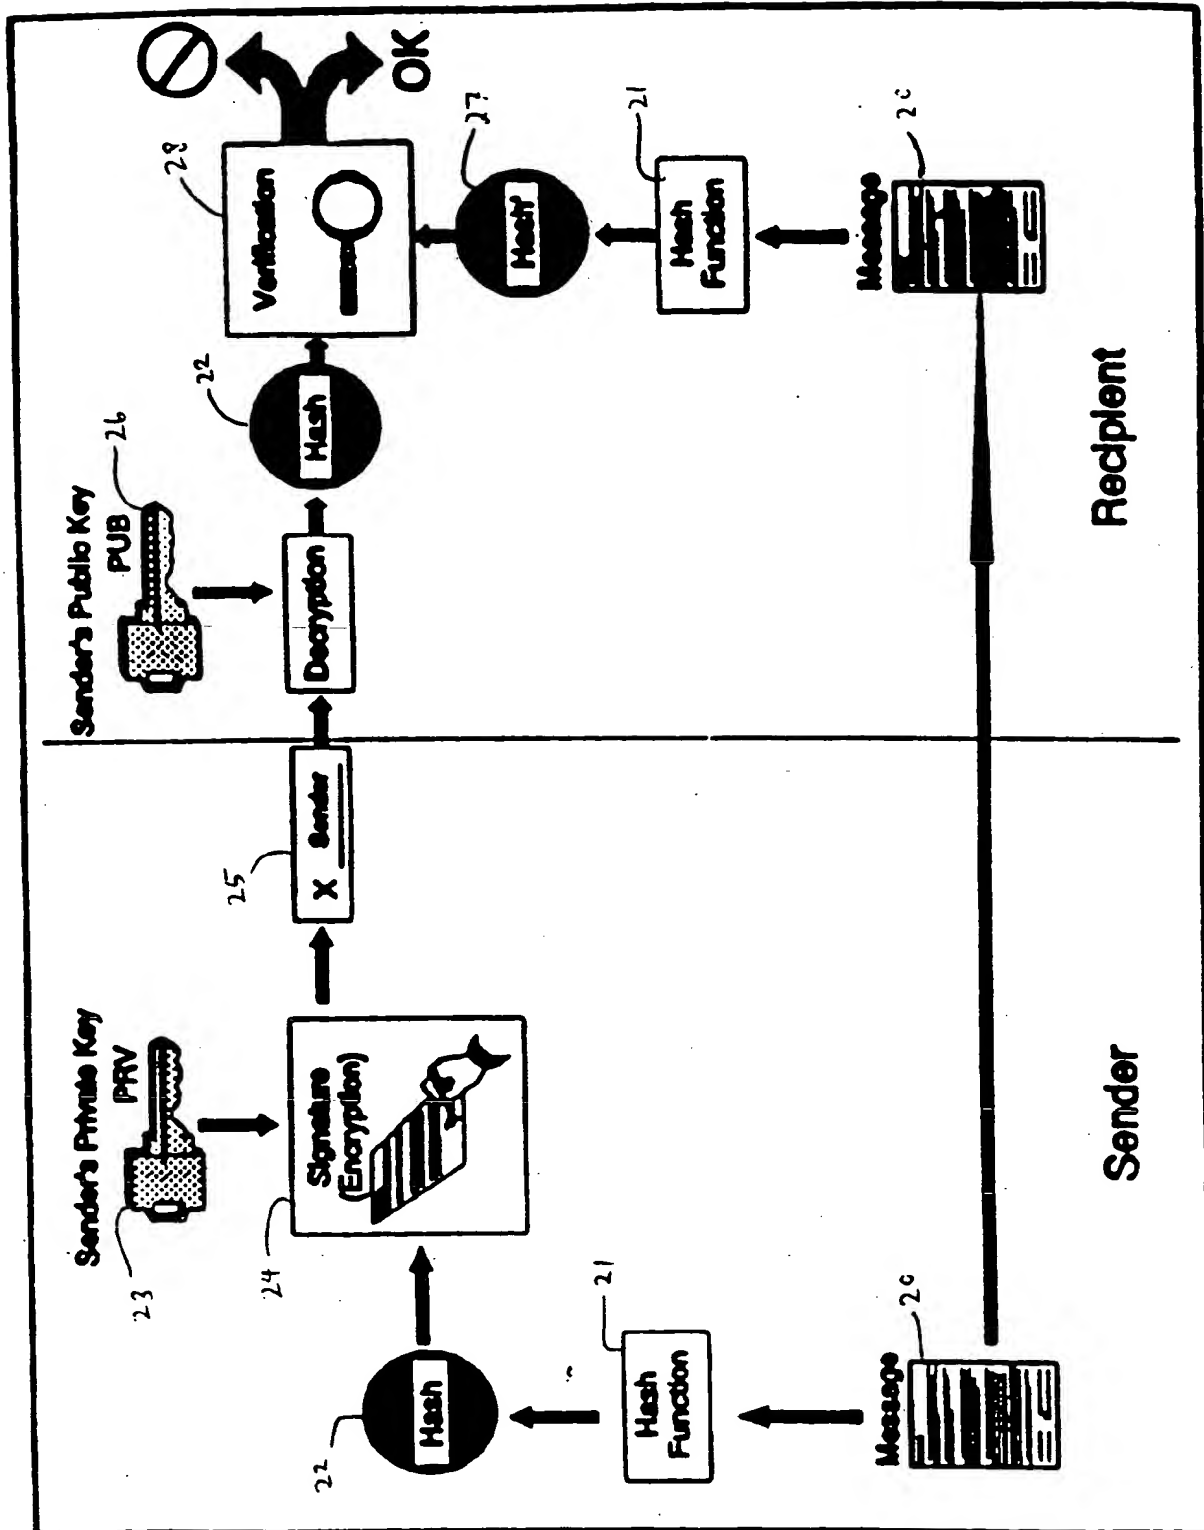 Sender's Private Key
PRV
23
Signature
(Encryption)
24
22
Hash
21
Hash
Function
Message
20
Sender
25
X Sender
Sender's Public Key
PUB
26
Decryption
22
Hash
28
Verification
OK
27
Hash'
21
Hash
Function
Message
20
Recipient